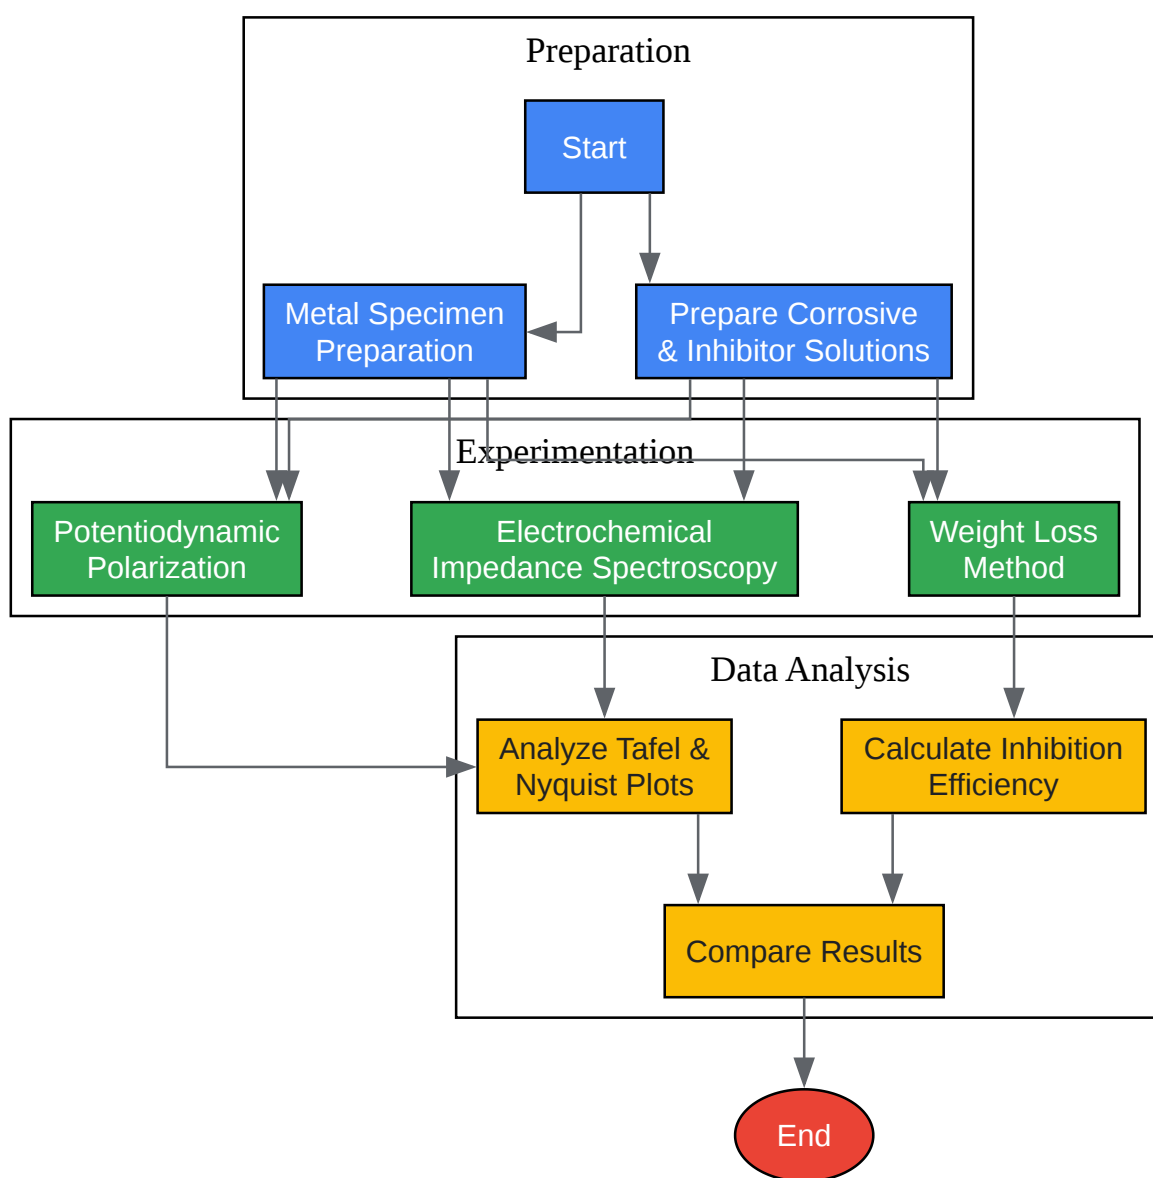 Preparation
Start
Metal Specimen
Preparation
Prepare Corrosive
& Inhibitor Solutions
Experimentation
Potentiodynamic
Polarization
Electrochemical
Impedance Spectroscopy
Weight Loss
Method
Data Analysis
Analyze Tafel &
Nyquist Plots
Calculate Inhibition
Efficiency
Compare Results
End